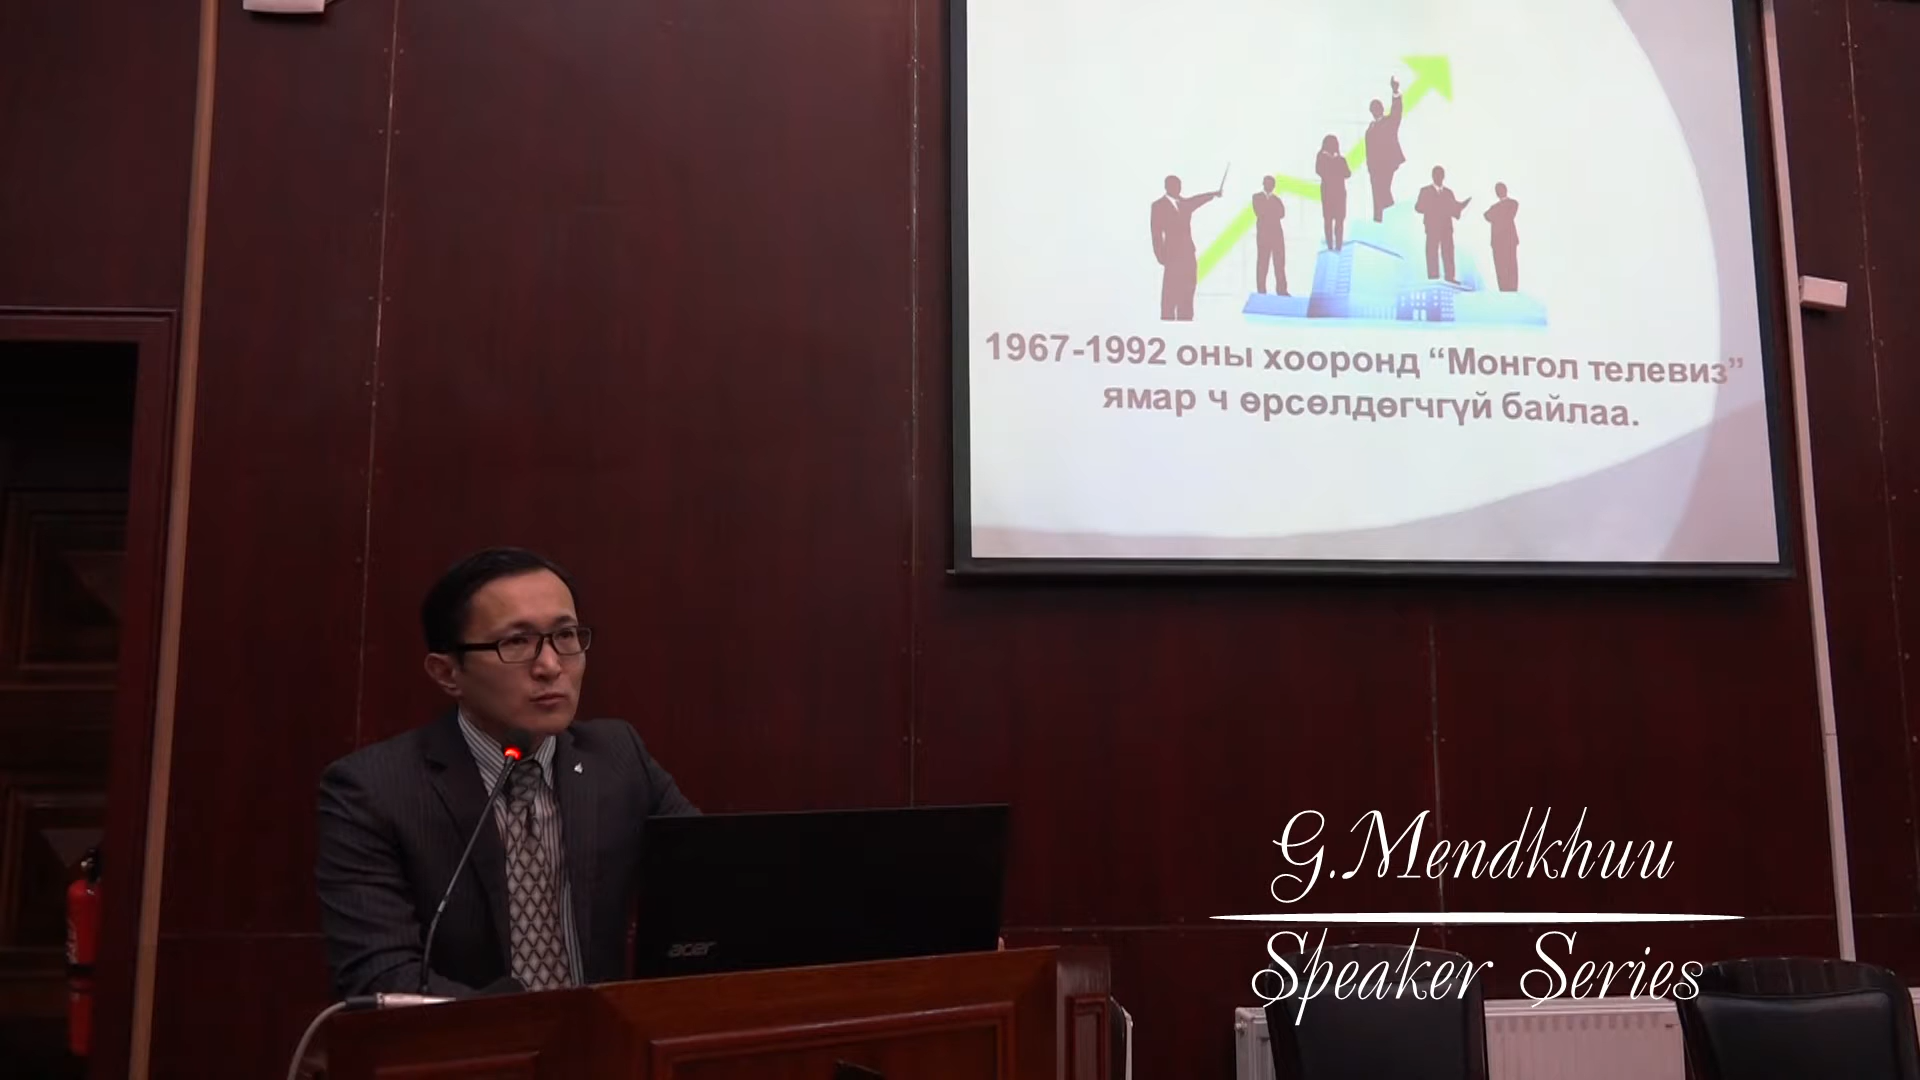 1967-1992 оны хооронд “Монгол телевиз”
ямар ч өрсөлдөгчгүй байлаа.
acer
G.Mendkhuu
Speaker Series